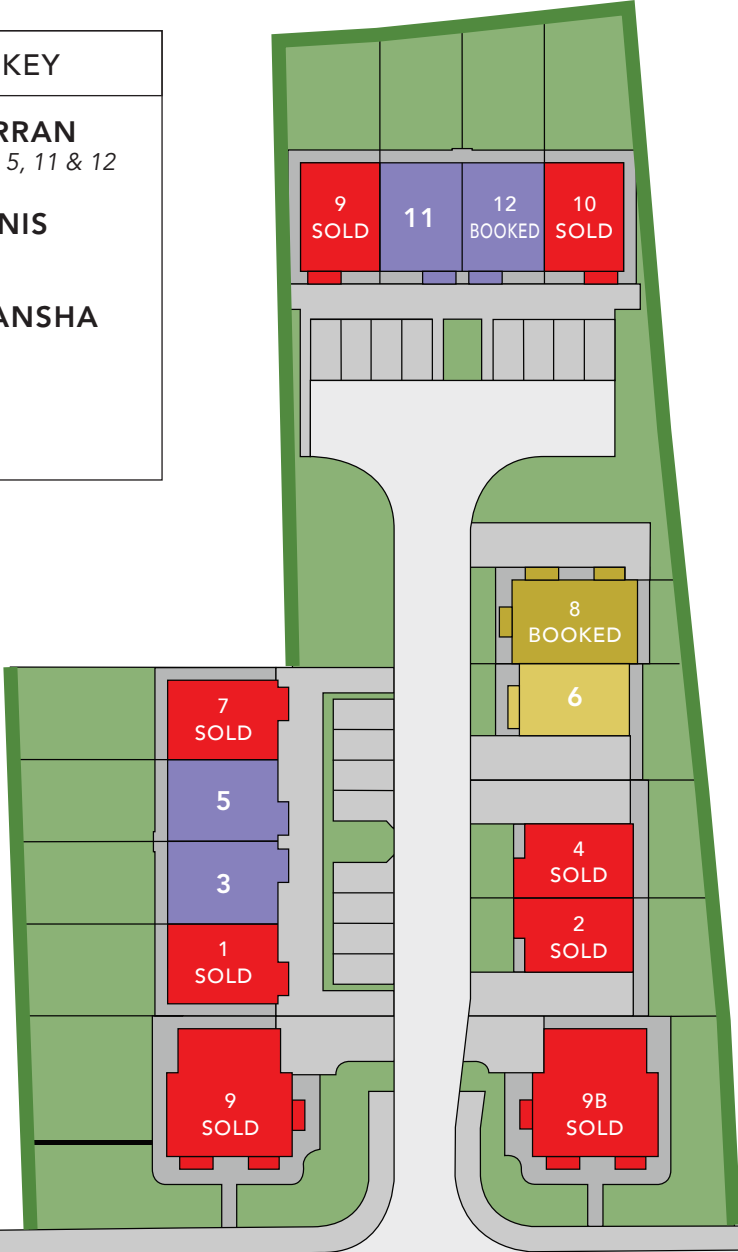 KEY
RRAN
5, 11 & 12
NIS
ANSHA
9
SOLD
11
12
BOOKED
10
SOLD
8
BOOKED
6
7
SOLD
5
3
1
SOLD
4
SOLD
2
SOLD
9
SOLD
9B
SOLD